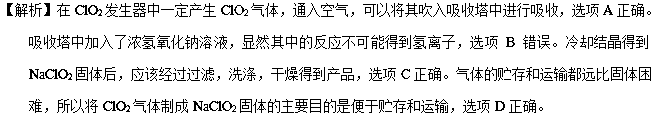 【解析】在 ClO₂ 发生器中一定产生 ClO₂ 气体，通入空气，可以将其吹入吸收塔中进行吸收，选项 A 正确。
吸收塔中加入了浓氢氧化钠溶液，显然其中的反应不可能得到氢离子，选项 B 错误。冷却结晶得到
NaClO₂ 固体后，应该经过过滤，洗涤，干燥得到产品，选项 C 正确。气体的贮存和运输都远比固体困
难，所以将 ClO₂ 气体制成 NaClO₂ 固体的主要目的是便于贮存和运输，选项 D 正确。